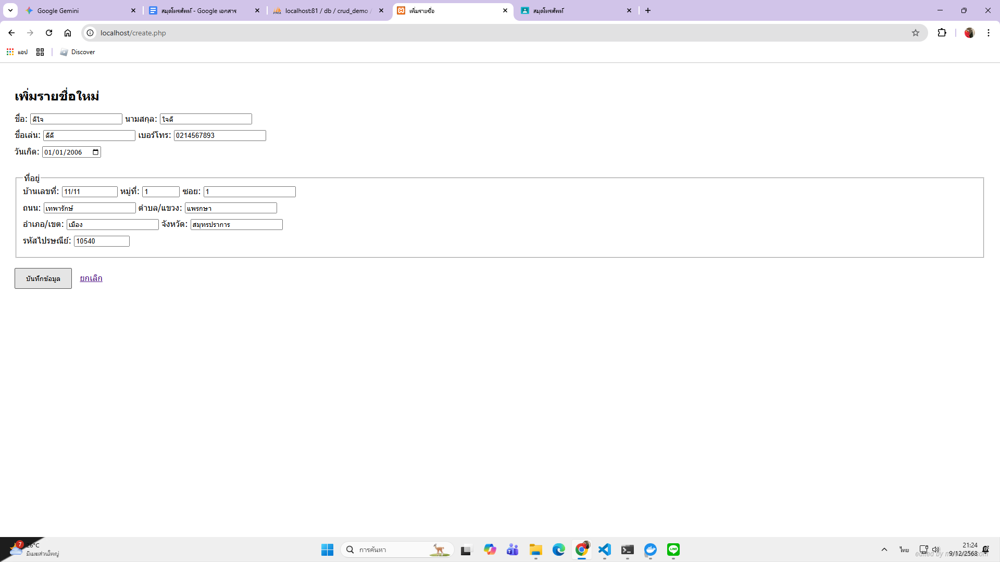 Google Gemini
สมุดโทรศัพท์ - Google เอกสาร
localhost:81 / db / crud_demo /
เพิ่มรายชื่อ
สมุดโทรศัพท์
localhost/create.php
แอป
Discover
เพิ่มรายชื่อใหม่
ชื่อ: ดีใจ นามสกุล: ใจดี
ชื่อเล่น: ดีดี เบอร์โทร: 0214567893
วันเกิด: 01/01/2006
ที่อยู่
บ้านเลขที่: 11/11 หมู่ที่: 1 ซอย: 1
ถนน: เทพารักษ์ ตำบล/แขวง: แพรกษา
อำเภอ/เขต: เมือง จังหวัด: สมุทรปราการ
รหัสไปรษณีย์: 10540
บันทึกข้อมูล ยกเลิก
7
26°C
มีเมฆส่วนใหญ่
การค้นหา
LINE
ไทย
21:24
9/12/2568